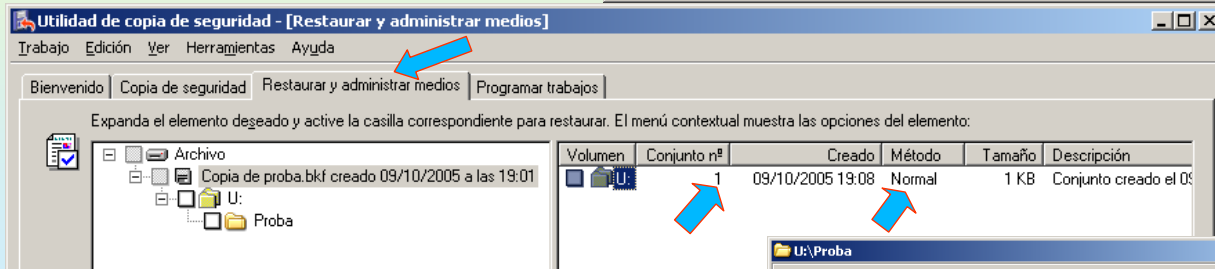 Utilidad de copia de seguridad - [Restaurar y administrar medios]
Trabajo Edición Ver Herramientas Ayuda
Bienvenido Copia de seguridad Restaurar y administrar medios Programar trabajos
Expanda el elemento deseado y active la casilla correspondiente para restaurar. El menú contextual muestra las opciones del elemento:
Archivo
Copia de proba.bkf creado 09/10/2005 a las 19:01
U:
Proba
Volumen Conjunto nº Creado Método Tamaño Descripción
U: 1 09/10/2005 19:08 Normal 1 KB Conjunto creado el 09
U:\Proba